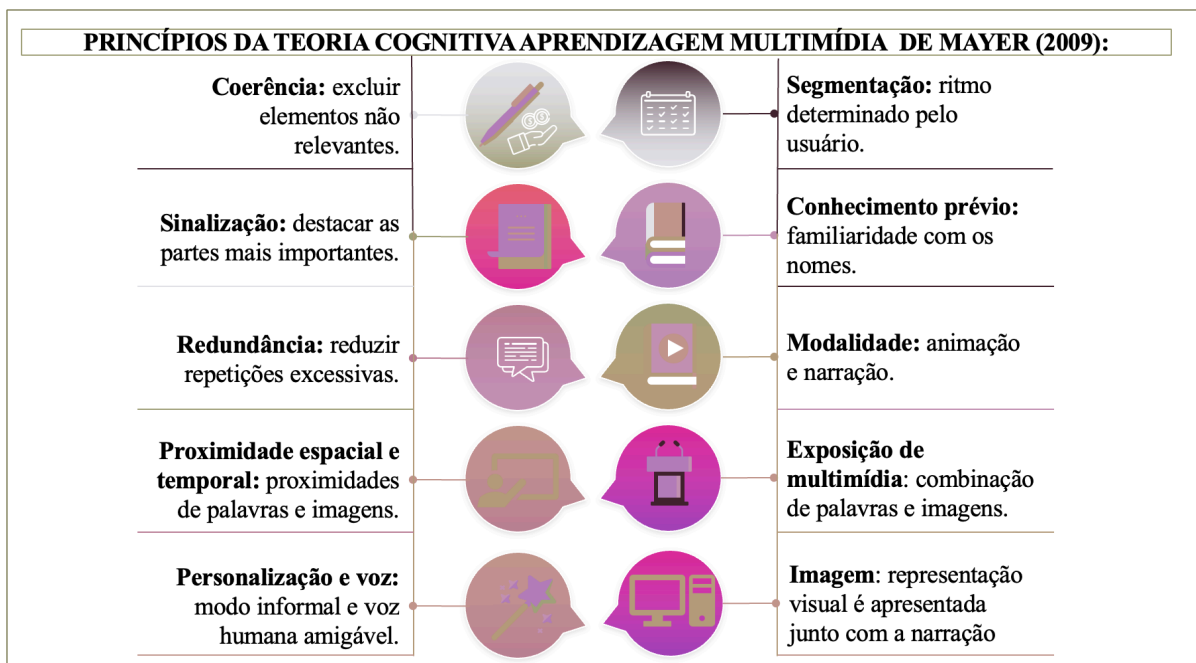 PRINCÍPIOS DA TEORIA COGNITIVA APRENDIZAGEM MULTIMÍDIA DE MAYER (2009):
Coerência: excluir
elementos não
relevantes.
Sinalização: destacar as
partes mais importantes.
Redundância: reduzir
repetições excessivas.
Proximidade espacial e
temporal: proximidades
de palavras e imagens.
Personalização e voz:
modo informal e voz
humana amigável.
Segmentação: ritmo
determinado pelo
usuário.
Conhecimento prévio:
familiaridade com os
nomes.
Modalidade: animação
e narração.
Exposição de
multimídia: combinação
de palavras e imagens.
Imagem: representação
visual é apresentada
junto com a narração